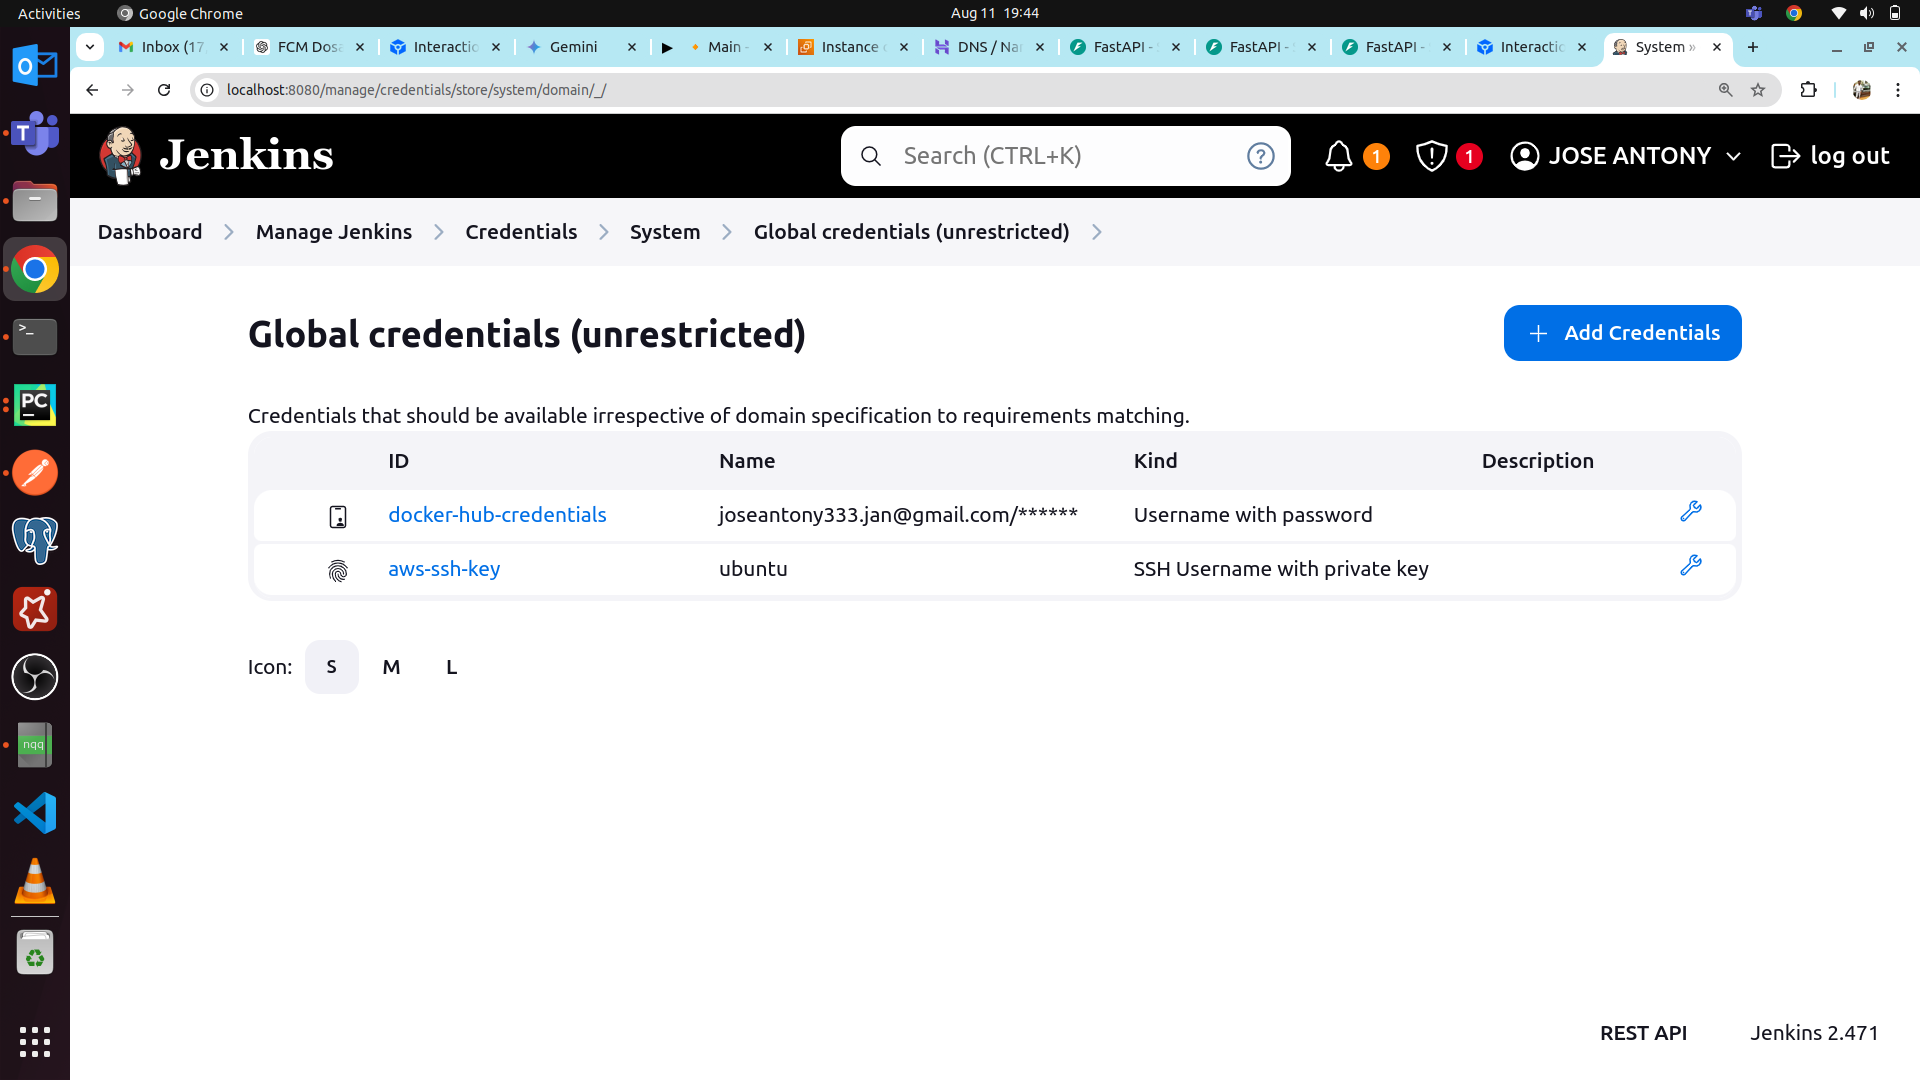 Activities
Google Chrome
Aug 11 19:44
Inbox (17,
FCM Dosa
Interactio
Gemini
Main -
Instance
DNS / Na
FastAPI -
FastAPI -
FastAPI -
Interactio
System »
localhost:8080/manage/credentials/store/system/domain/_/
Jenkins
Search (CTRL+K)
?
1
1
JOSE ANTONY
log out
Dashboard
Manage Jenkins
Credentials
System
Global credentials (unrestricted)
Global credentials (unrestricted)
Add Credentials
Credentials that should be available irrespective of domain specification to requirements matching.
ID Name Kind Description
docker-hub-credentials joseantony333.jan@gmail.com/****** Username with password
aws-ssh-key ubuntu SSH Username with private key
Icon: S M L
REST API
Jenkins 2.471
T
PC
nqq